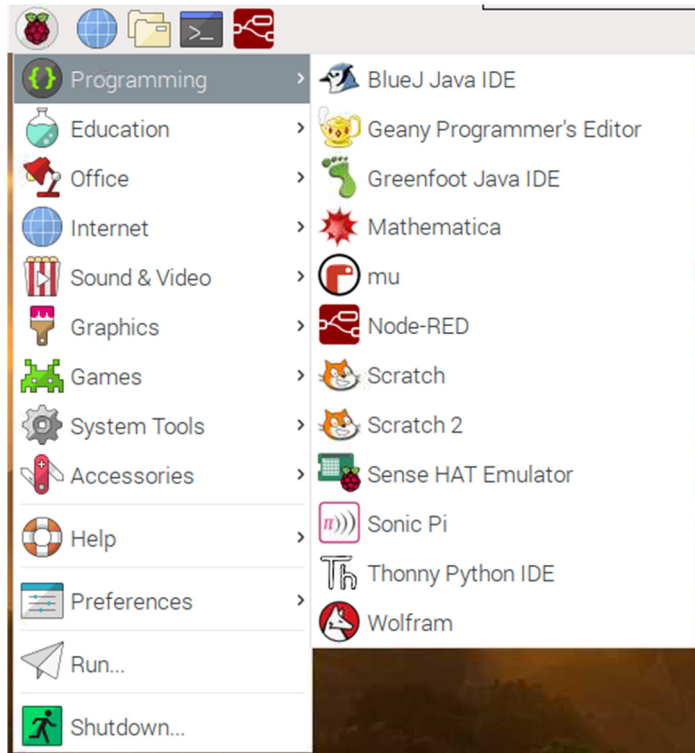 Programming
Education
Office
Internet
Sound & Video
Graphics
Games
System Tools
Accessories
Help
Preferences
Run...
Shutdown...
BlueJ Java IDE
Geany Programmer's Editor
Greenfoot Java IDE
Mathematica
mu
Node-RED
Scratch
Scratch 2
Sense HAT Emulator
Sonic Pi
Thonny Python IDE
Wolfram